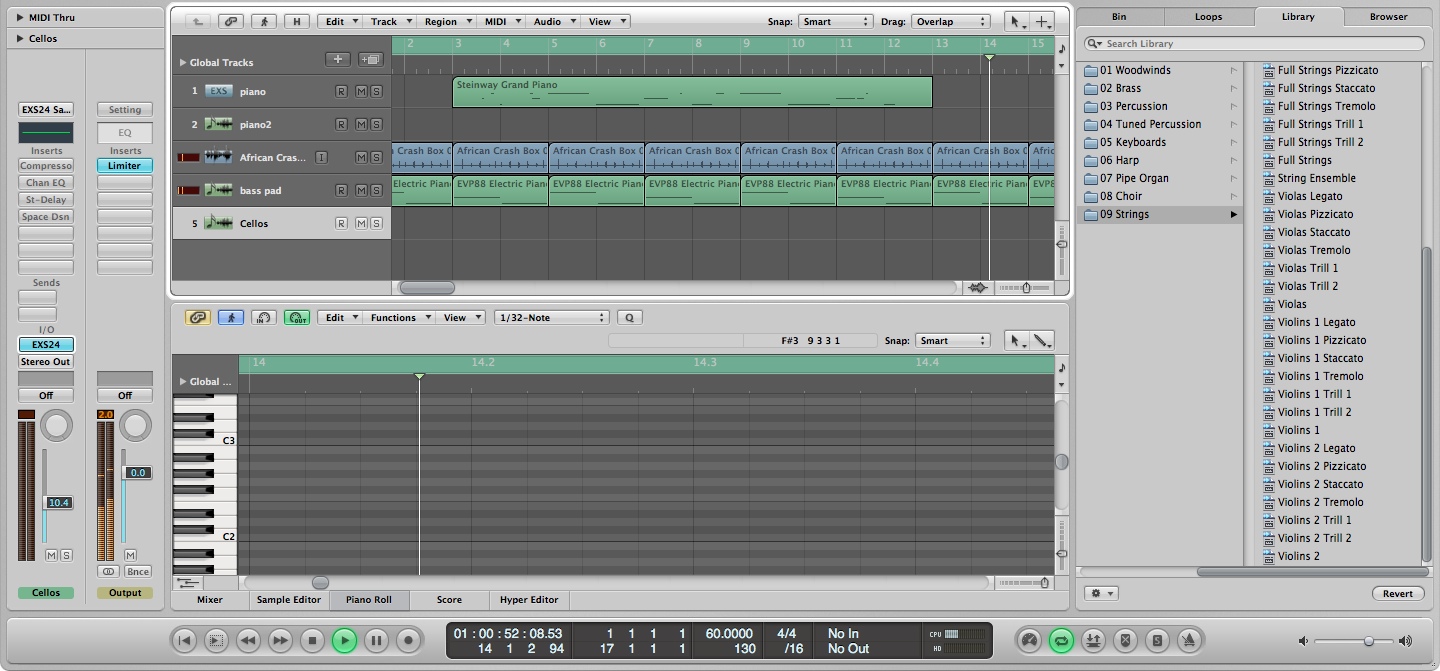 MIDI Thru
Cellos
EXS24 Sa... Setting
EQ
Inserts Inserts
Compresso Limiter
Chan EQ
St-Delay
Space Dsn
Sends
I/O
EXS24
Stereo Out
Off Off
2.0
0.0
10.4
M S M
Bnce
Cellos Output
H Edit Track Region MIDI Audio View Snap: Smart Drag: Overlap
2 3 4 5 6 7 8 9 10 11 12 13 14 15
Global Tracks
1 EXS piano R M S Steinway Grand Piano
2 piano2 R M S
African Cras... I M S Crash Box African Crash Box African Crash Box African Crash Box African Crash Box African Crash Box African Crash Box Afric
bass pad R M S Electric Pian EVP88 Electric Pian EVP88 Electric Pian EVP88 Electric Pian EVP88 Electric Pian EVP88 Electric Pian EVP88 Electric Pian EVP8
5 Cellos R M S
IN OUT Edit Functions View 1/32-Note Q
F#3 9 3 3 1 Snap: Smart
14 14.2 14.3 14.4
Global ...
C3
C2
Mixer Sample Editor Piano Roll Score Hyper Editor
Bin Loops Library Browser
Search Library
01 Woodwinds
02 Brass
03 Percussion
04 Tuned Percussion
05 Keyboards
06 Harp
07 Pipe Organ
08 Choir
09 Strings
Full Strings Pizzicato
Full Strings Staccato
Full Strings Tremolo
Full Strings Trill 1
Full Strings Trill 2
Full Strings
String Ensemble
Violas Legato
Violas Pizzicato
Violas Staccato
Violas Tremolo
Violas Trill 1
Violas Trill 2
Violas
Violins 1 Legato
Violins 1 Pizzicato
Violins 1 Staccato
Violins 1 Tremolo
Violins 1 Trill 1
Violins 1 Trill 2
Violins 1
Violins 2 Legato
Violins 2 Pizzicato
Violins 2 Staccato
Violins 2 Tremolo
Violins 2 Trill 1
Violins 2 Trill 2
Violins 2
Revert
01 : 00 : 52 : 08.53 1 1 1 1 60.0000 4/4 No In CPU
14 1 2 94 17 1 1 1 130 /16 No Out HD
S